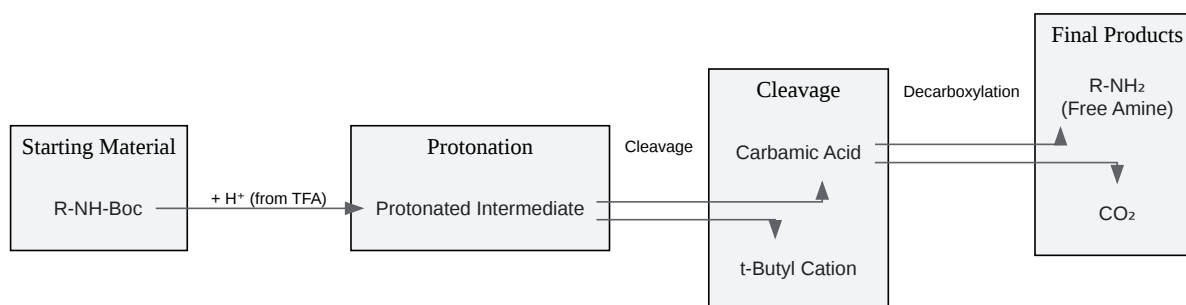 Starting Material
R-NH-Boc
+ H⁺ (from TFA)
Protonation
Protonated Intermediate
Cleavage
Cleavage
Carbamic Acid
t-Butyl Cation
Decarboxylation
Final Products
R-NH₂
(Free Amine)
CO₂